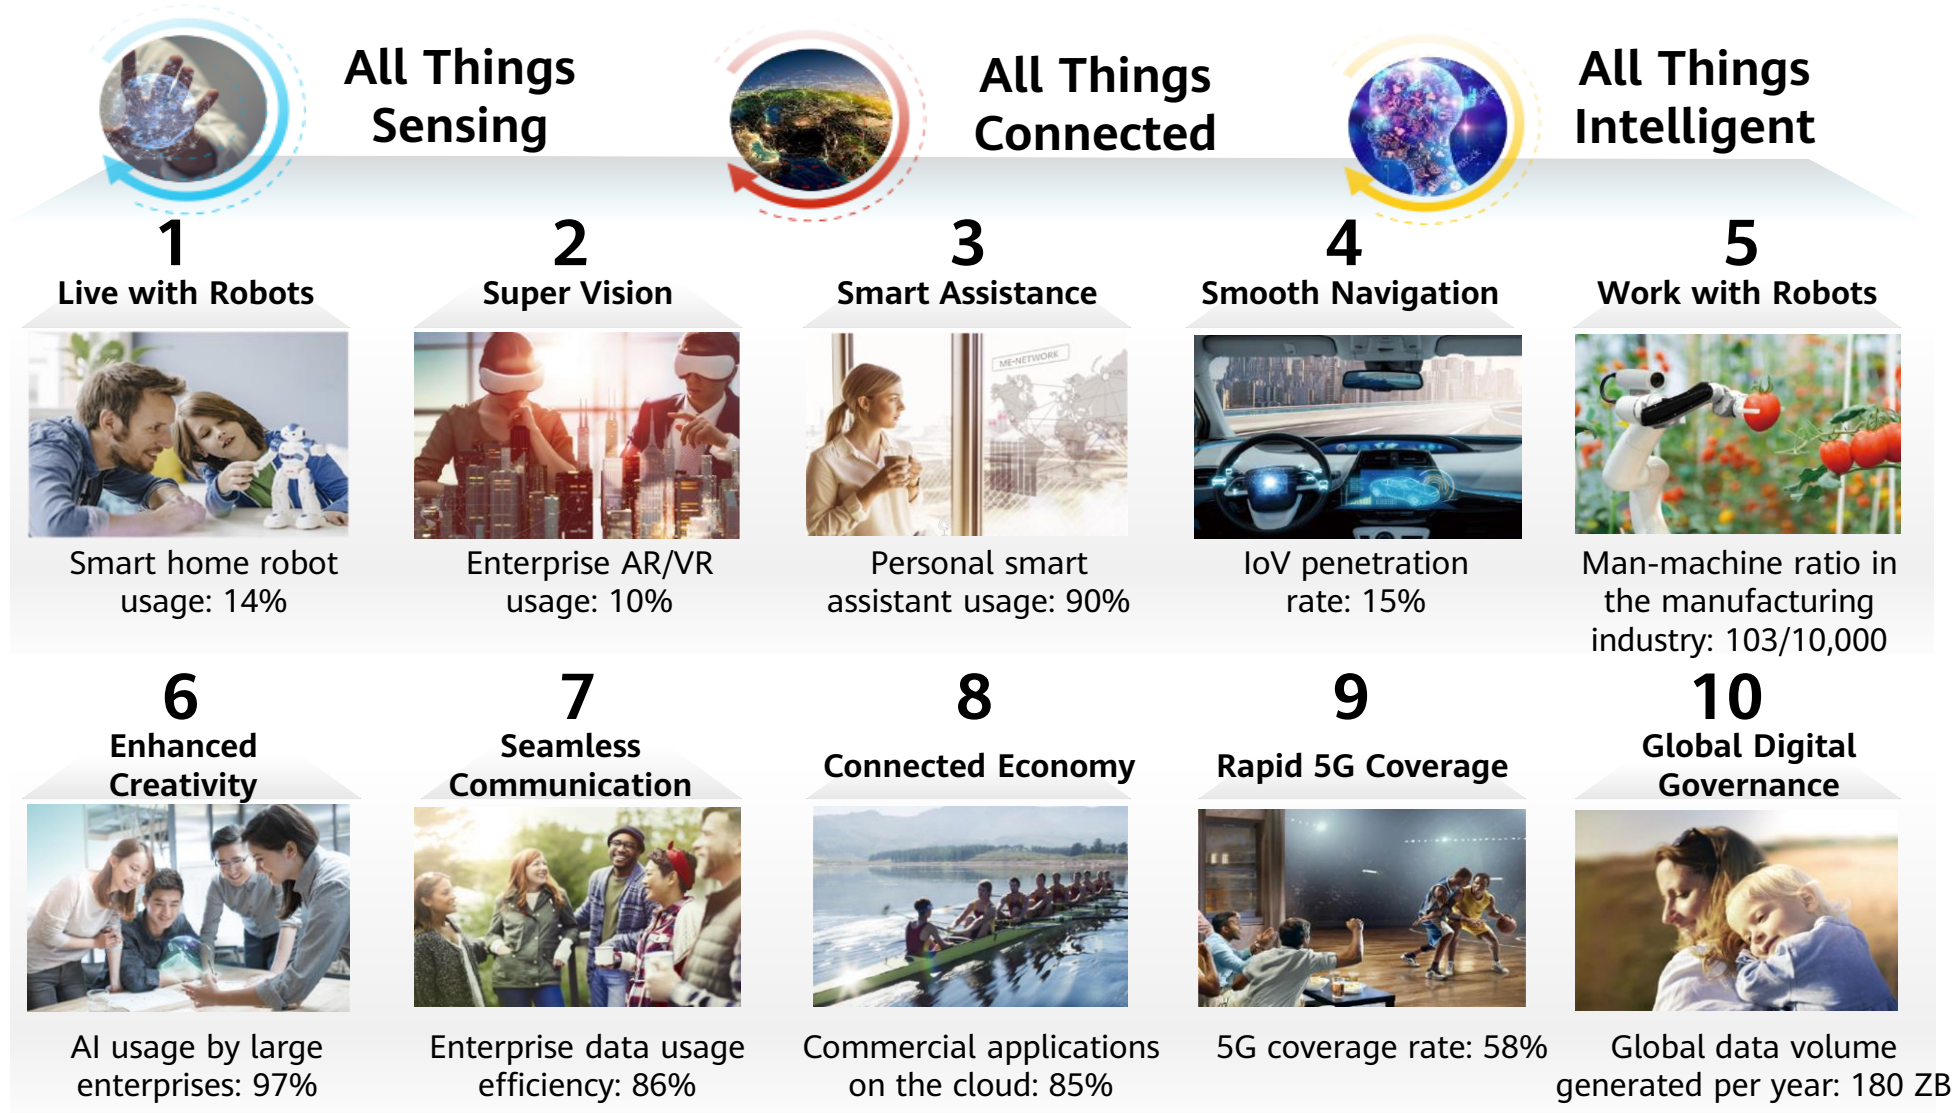 All Things
Sensing
All Things
Connected
All Things
Intelligent
1
Live with Robots
Smart home robot
usage: 14%
2
Super Vision
Enterprise AR/VR
usage: 10%
3
Smart Assistance
ME-NETWORK
Personal smart
assistant usage: 90%
4
Smooth Navigation
IoV penetration
rate: 15%
5
Work with Robots
Man-machine ratio in
the manufacturing
industry: 103/10,000
6
Enhanced
Creativity
AI usage by large
enterprises: 97%
7
Seamless
Communication
Enterprise data usage
efficiency: 86%
8
Connected Economy
Commercial applications
on the cloud: 85%
9
Rapid 5G Coverage
5G coverage rate: 58%
10
Global Digital
Governance
Global data volume
generated per year: 180 ZB